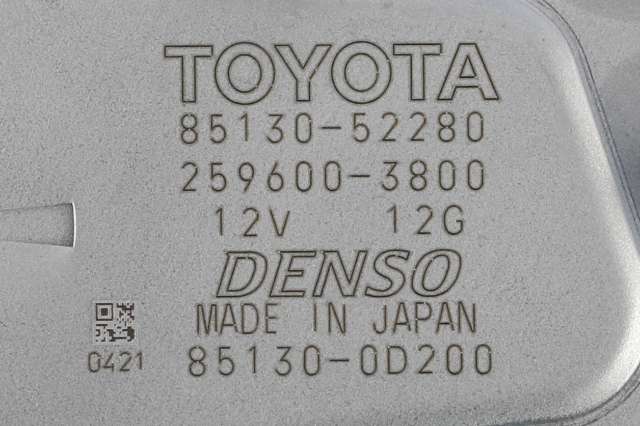 TOYOTA
85130-52280
259600-3800
12V 12G
DENSO
MADE IN JAPAN
0421 85130-0D200